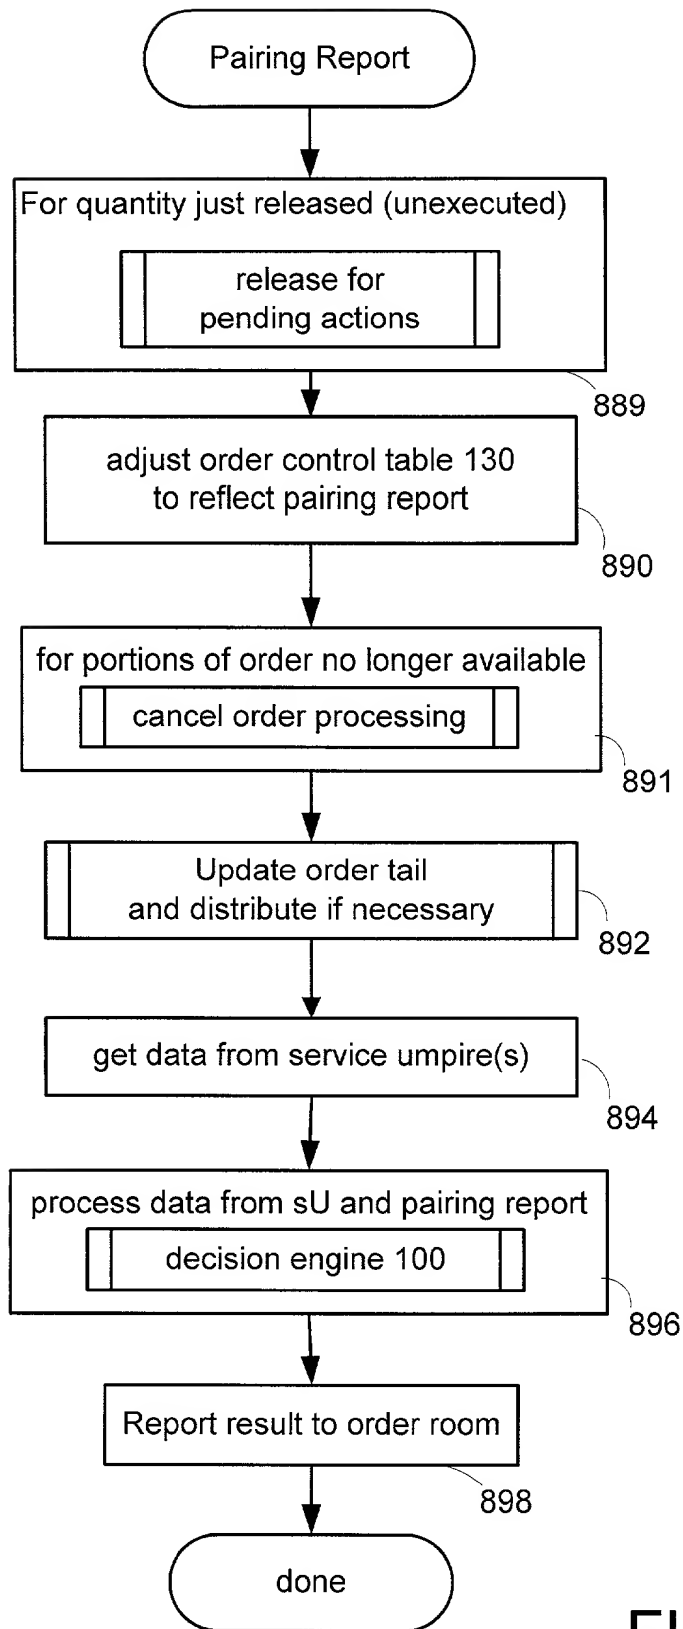 Pairing Report
For quantity just released (unexecuted)
release for
pending actions
889
adjust order control table 130
to reflect pairing report
890
for portions of order no longer available
cancel order processing
891
Update order tail
and distribute if necessary
892
get data from service umpire(s)
894
process data from sU and pairing report
decision engine 100
896
Report result to order room
898
done